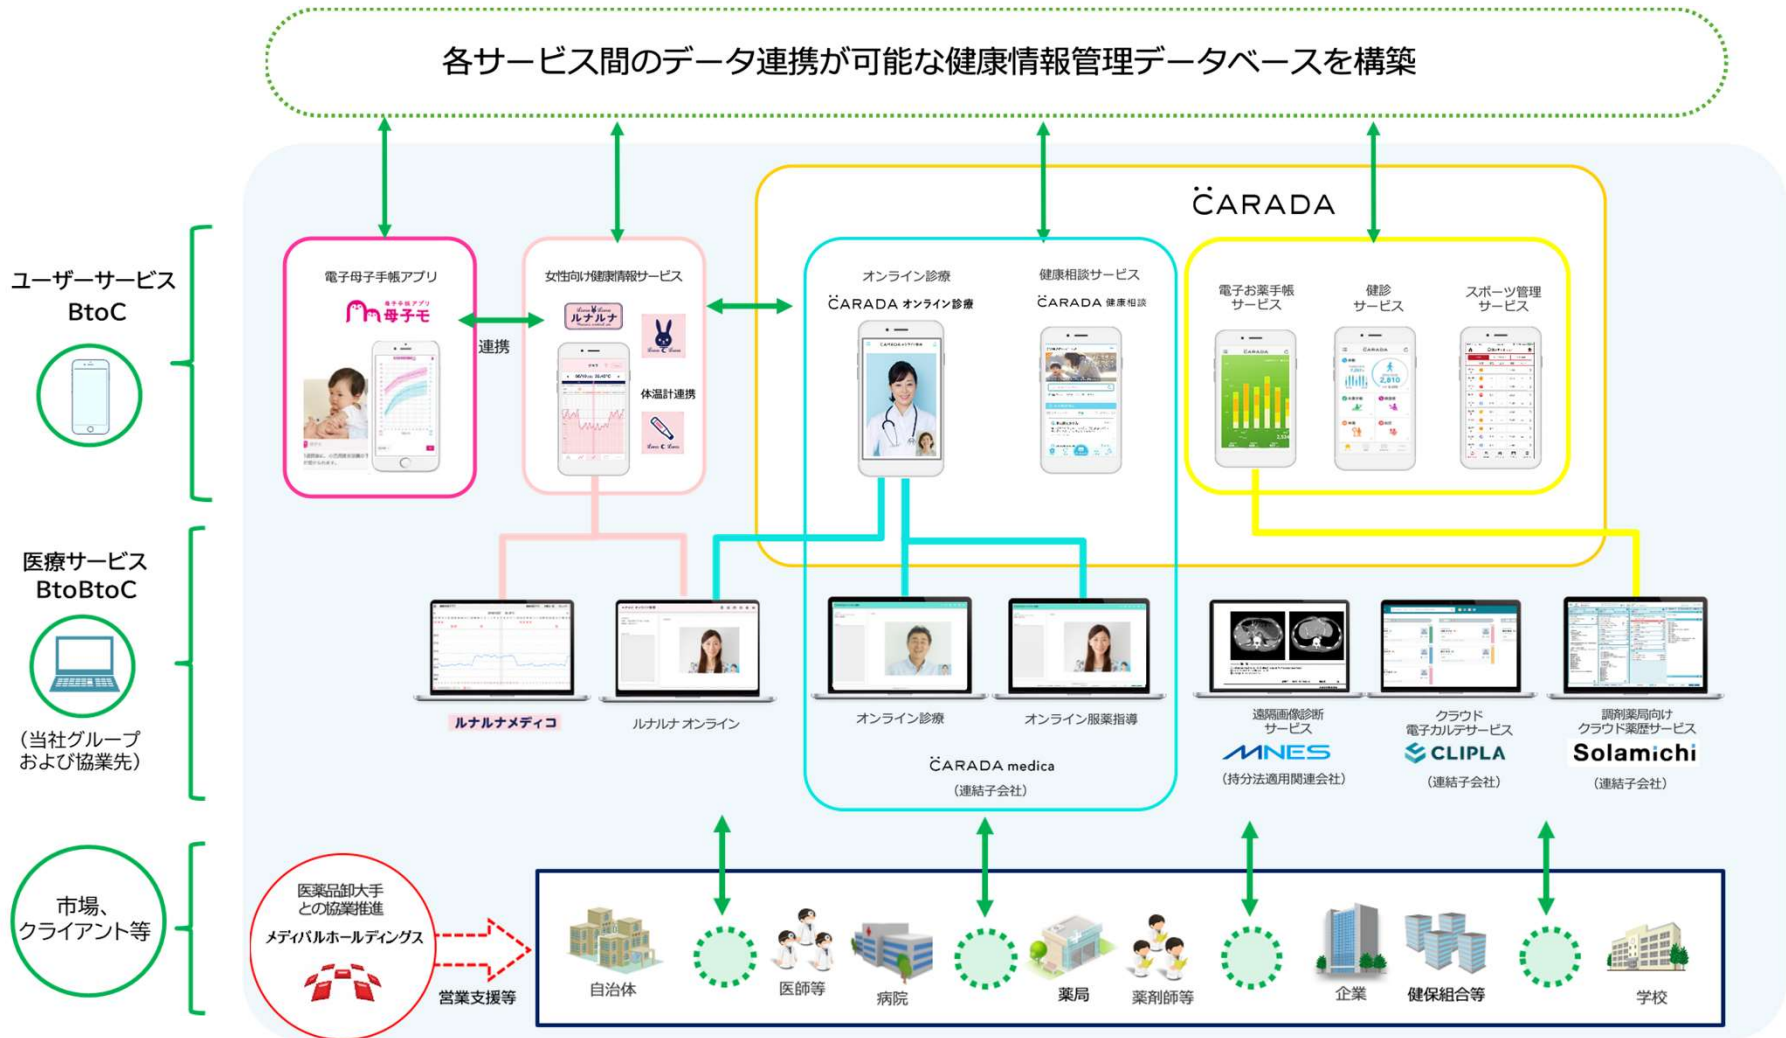 各サービス間のデータ連携が可能な健康情報管理データベースを構築
CARADA
ユーザーサービス
BtoC
電子母子手帳アプリ
母子手帳アプリ
母子モ
連携
女性向け健康情報サービス
ルナルナ
体温計連携
オンライン診療
CARADA オンライン診療
健康相談サービス
CARADA 健康相談
電子お薬手帳
サービス
CARADA
健診
サービス
CARADA
2,810
スポーツ管理
サービス
医療サービス
BtoBtoC
(当社グループ
および協業先)
ルナルナメディコ
ルナルナ オンライン
オンライン診療
オンライン服薬指導
CARADA medica
(連結子会社)
遠隔画像診断
サービス
MNES
(持分法適用関連会社)
クラウド
電子カルテサービス
CLIPLA
(連結子会社)
調剤薬局向け
クラウド薬歴サービス
Solamichi
(連結子会社)
市場、
クライアント等
医薬品卸大手
との協業推進
メディパルホールディングス
営業支援等
自治体
医師等
病院
薬局
薬剤師等
企業
健保組合等
学校